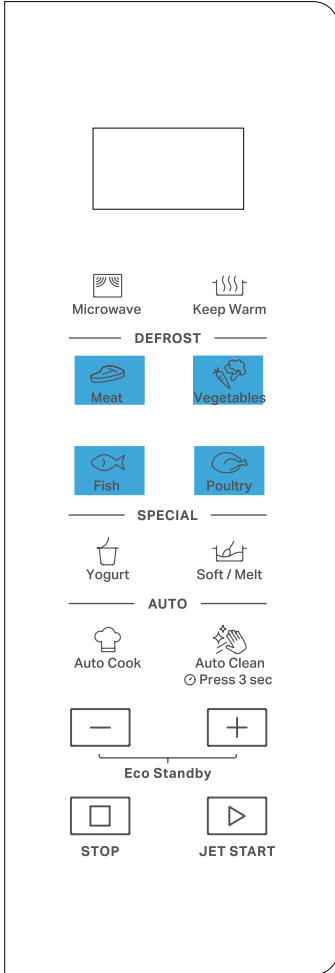 Microwave Keep Warm
DEFROST
Meat Vegetables
Fish Poultry
SPECIAL
Yogurt Soft / Melt
AUTO
Auto Cook Auto Clean
Press 3 sec
Eco Standby
STOP JET START